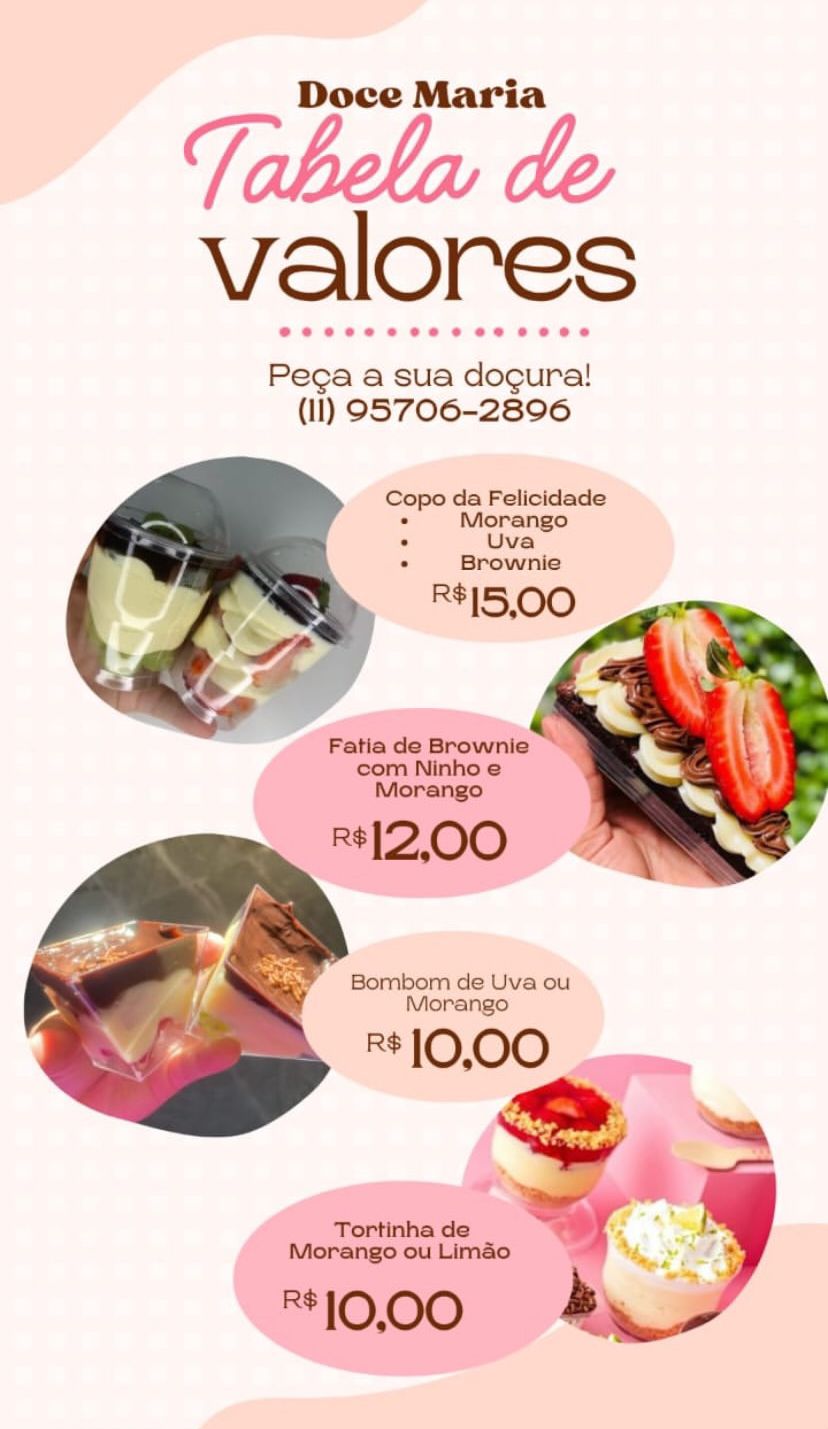 Doce Maria
Tabela de
valores
Peça a sua doçura!
(11) 95706-2896
Copo da Felicidade
• Morango
• Uva
• Brownie
R$15,00
Fatia de Brownie
com Ninho e
Morango
R$12,00
Bombom de Uva ou
Morango
R$ 10,00
Tortinha de
Morango ou Limão
R$ 10,00